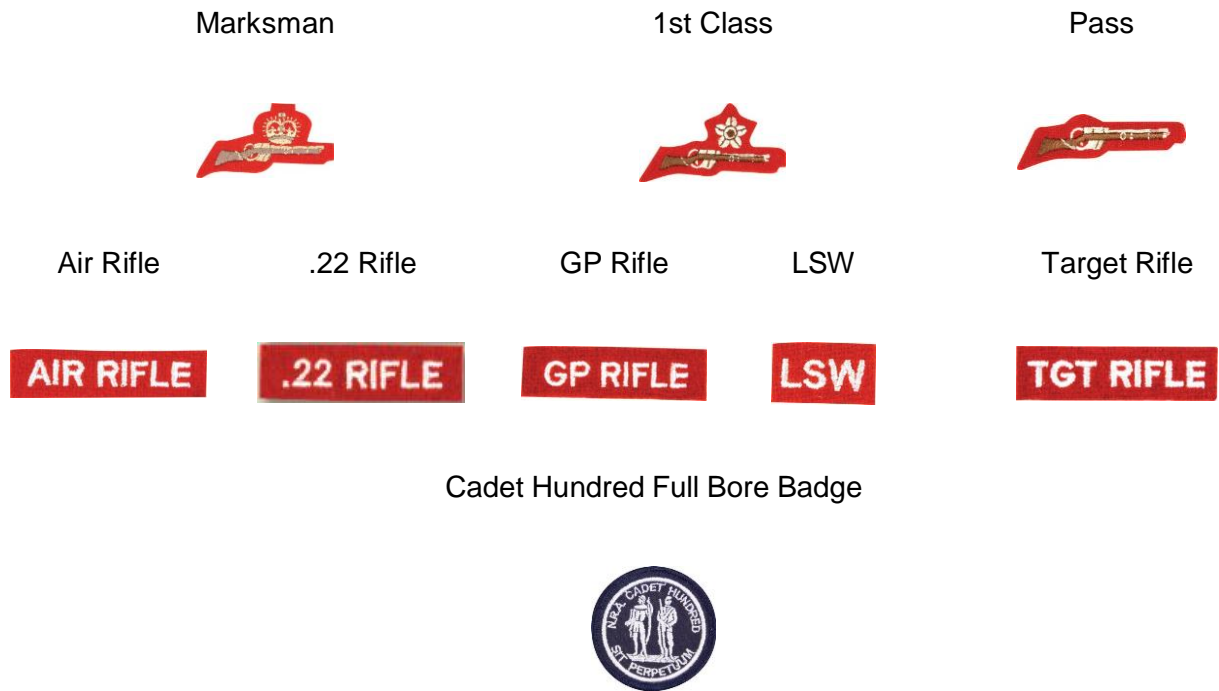 Marksman 1st Class Pass
Air Rifle .22 Rifle GP Rifle LSW Target Rifle
AIR RIFLE .22 RIFLE GP RIFLE LSW TGT RIFLE
Cadet Hundred Full Bore Badge
N.R.A. CADET HUNDRED
SIT PERPETUUM